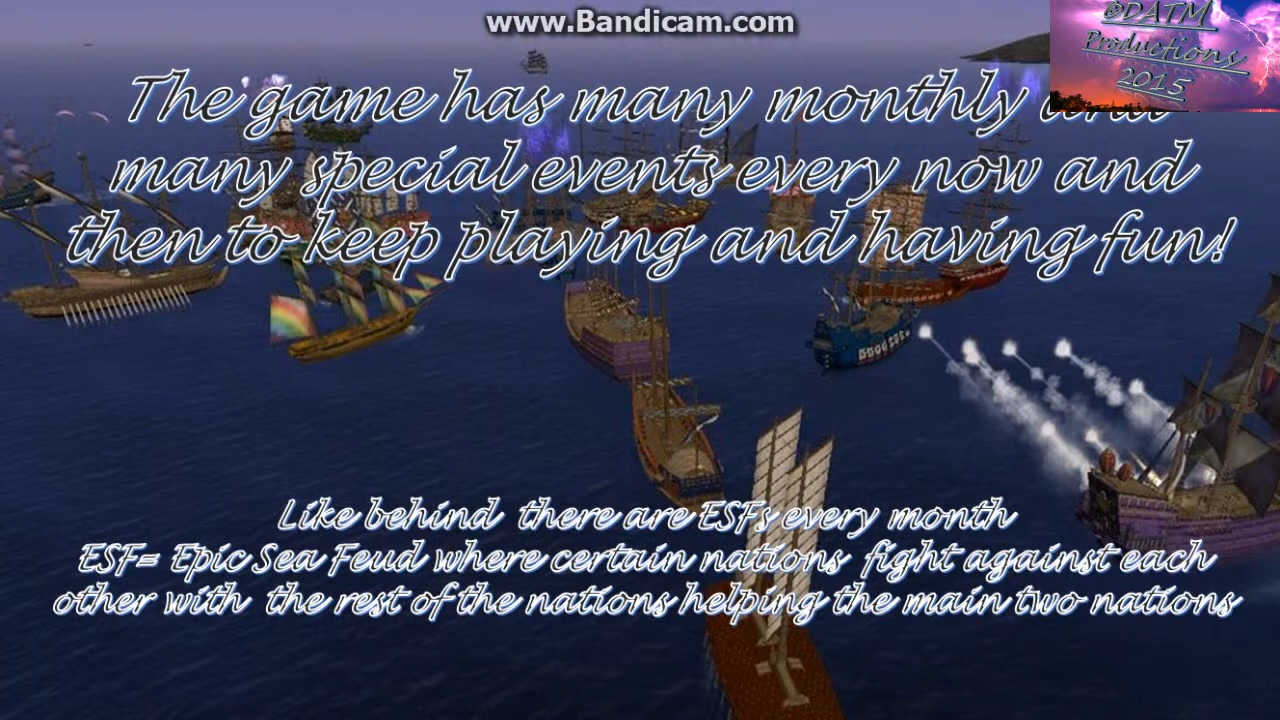 www.Bandicam.com
©DATM
Productions
2015
The game has many monthly and
many special events every now and
then to keep playing and having fun!
Like behind there are ESFs every month
ESF= Epic Sea Feud where certain nations fight against each
other with the rest of the nations helping the main two nations